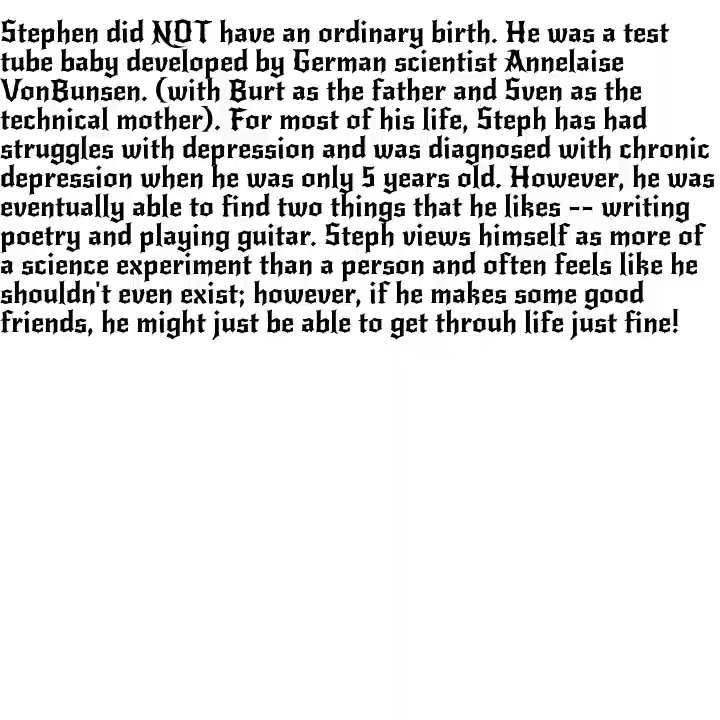 Stephen did NOT have an ordinary birth. He was a test
tube baby developed by German scientist Annelaise
VonBunsen. (with Burt as the father and Sven as the
technical mother). For most of his life, Steph has had
struggles with depression and was diagnosed with chronic
depression when he was only 5 years old. However, he was
eventually able to find two things that he likes -- writing
poetry and playing guitar. Steph views himself as more of
a science experiment than a person and often feels like he
shouldn't even exist; however, if he makes some good
friends, he might just be able to get throuh life just fine!